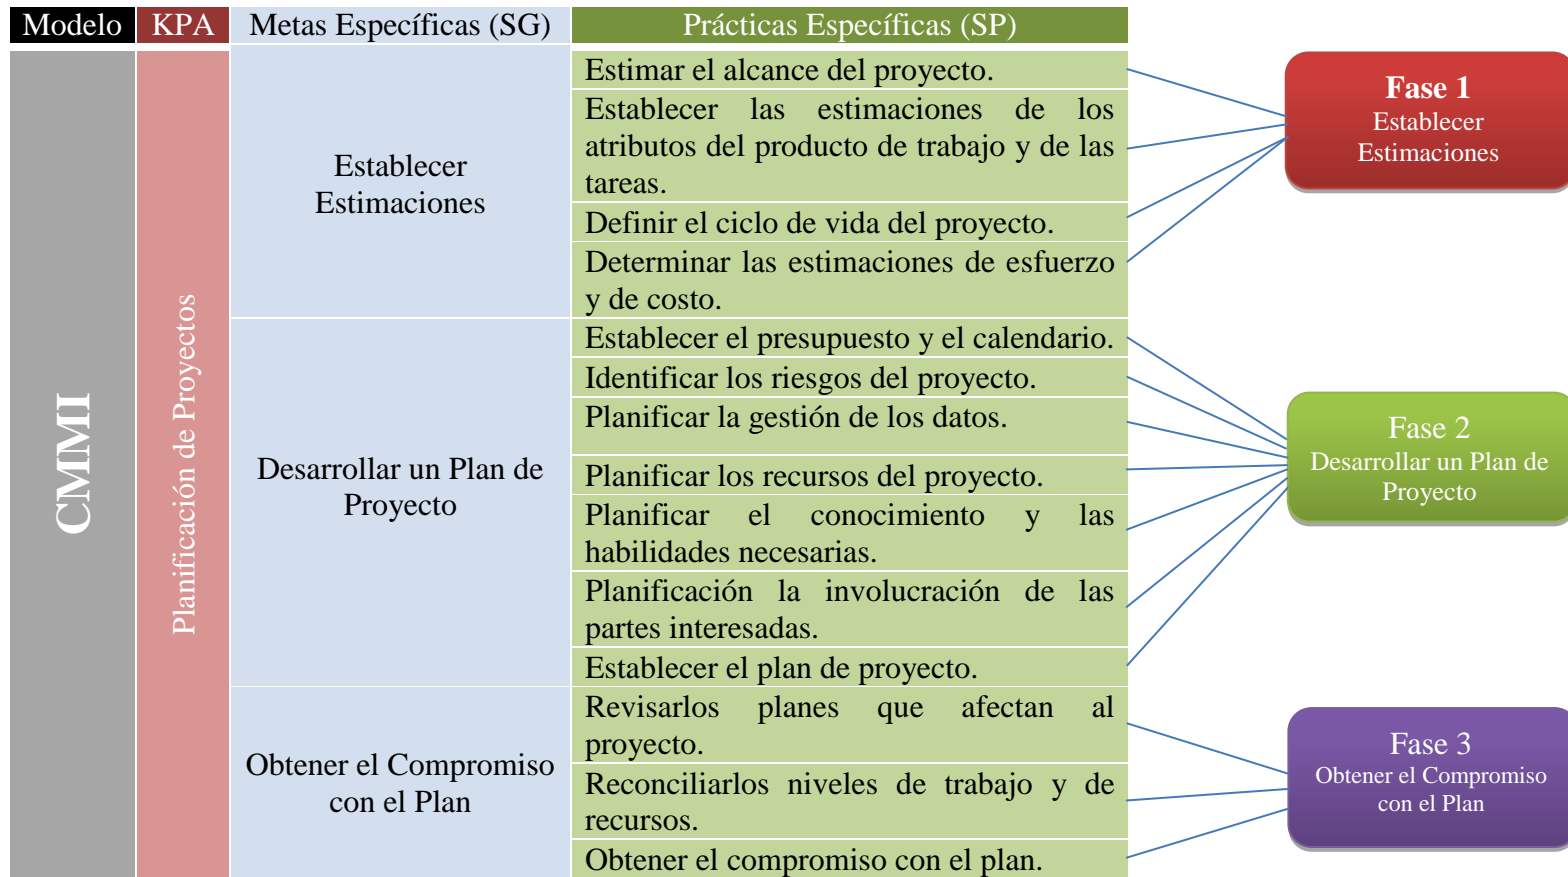 Modelo KPA Metas Específicas (SG) Prácticas Específicas (SP)
CMMI
Planificación de Proyectos
Establecer
Estimaciones
Estimar el alcance del proyecto.
Establecer las estimaciones de los
atributos del producto de trabajo y de las
tareas.
Definir el ciclo de vida del proyecto.
Determinar las estimaciones de esfuerzo
y de costo.
Fase 1
Establecer
Estimaciones
Desarrollar un Plan de
Proyecto
Establecer el presupuesto y el calendario.
Identificar los riesgos del proyecto.
Planificar la gestión de los datos.
Planificar los recursos del proyecto.
Planificar el conocimiento y las
habilidades necesarias.
Planificación la involucración de las
partes interesadas.
Establecer el plan de proyecto.
Fase 2
Desarrollar un Plan de
Proyecto
Obtener el Compromiso
con el Plan
Revisarlos planes que afectan al
proyecto.
Reconciliarlos niveles de trabajo y de
recursos.
Obtener el compromiso con el plan.
Fase 3
Obtener el Compromiso
con el Plan